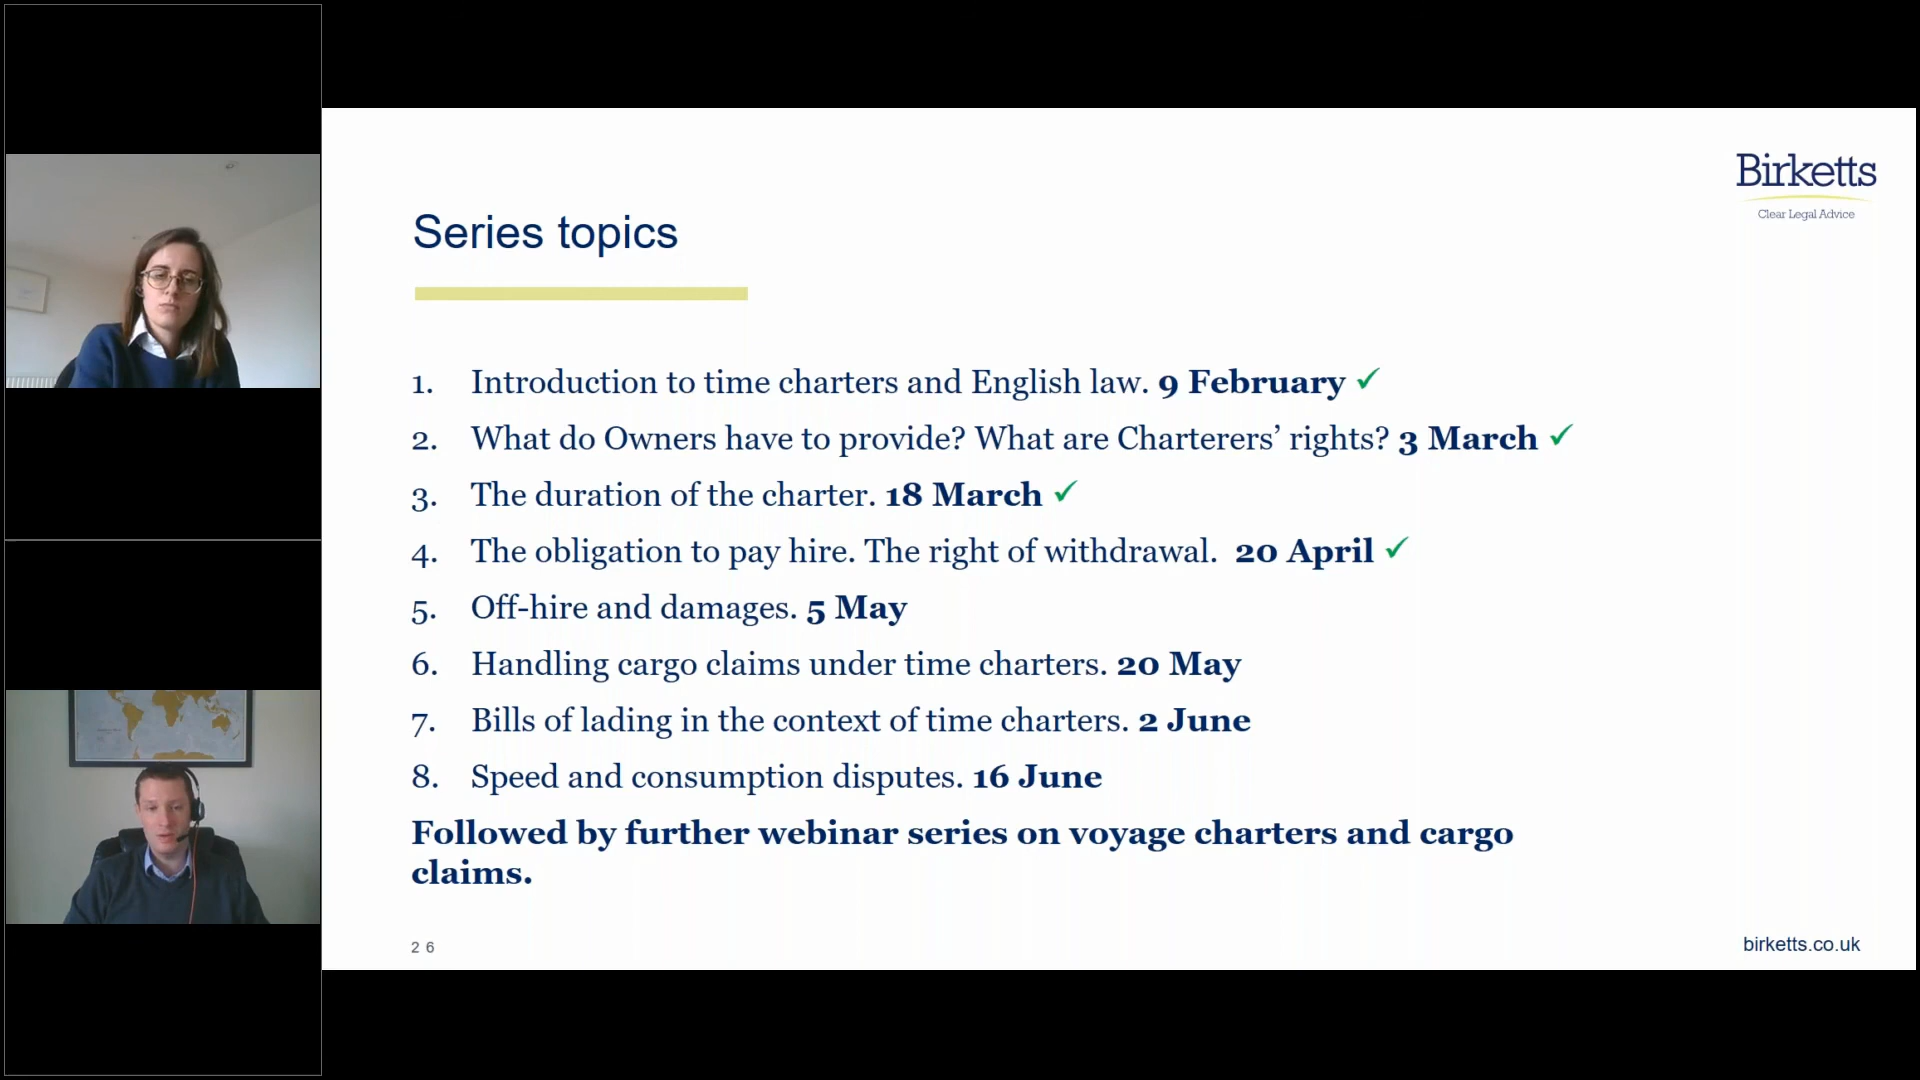 Birketts
Clear Legal Advice
Series topics
1. Introduction to time charters and English law. 9 February ✓
2. What do Owners have to provide? What are Charterers’ rights? 3 March ✓
3. The duration of the charter. 18 March ✓
4. The obligation to pay hire. The right of withdrawal. 20 April ✓
5. Off-hire and damages. 5 May
6. Handling cargo claims under time charters. 20 May
7. Bills of lading in the context of time charters. 2 June
8. Speed and consumption disputes. 16 June
Followed by further webinar series on voyage charters and cargo
claims.
26
birketts.co.uk